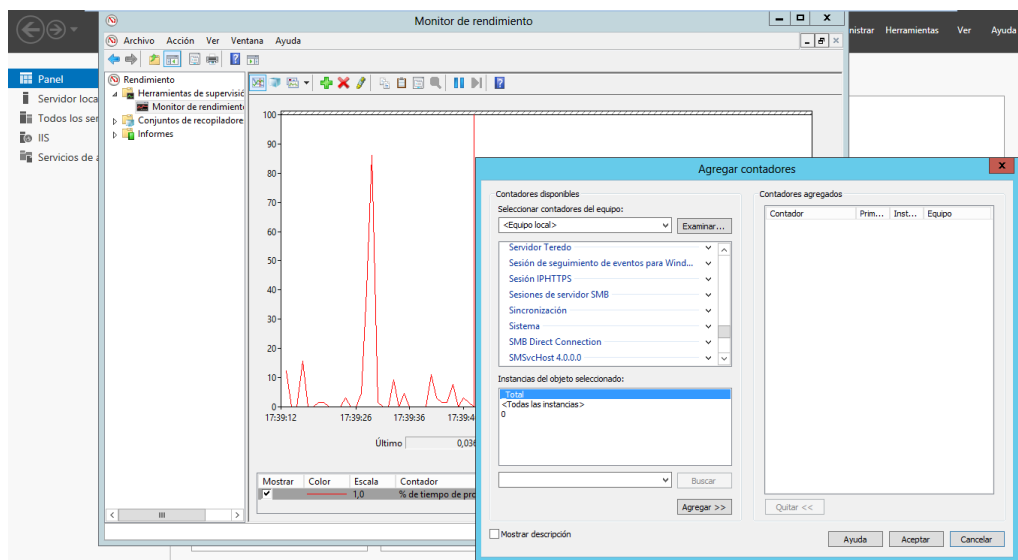 Monitor de rendimiento
Archivo Acción Ver Ventana Ayuda
Herramientas Ver Ayuda
Panel
Servidor loca
Todos los ser
IIS
Servicios de a
Rendimiento
Herramientas de supervisić
Monitor de rendimient
Conjuntos de recopiladore
Informes
100
90
80
70
60
50
40
30
20
10
0
17:39:12 17:39:26 17:39:36 17:39:4
Último 0,036
Mostrar Color Escala Contador
1,0 % de tiempo de pro
Agregar contadores
Contadores disponibles
Seleccionar contadores del equipo:
<Equipo local>
Examinar...
Servidor Teredo
Sesión de seguimiento de eventos para Wind...
Sesión IPHTTPS
Sesiones de servidor SMB
Sincronización
Sistema
SMB Direct Connection
SMSvcHost 4.0.0.0
Instancias del objeto seleccionado:
_Total
<Todas las instancias>
0
Buscar
Agregar >>
Mostrar descripción
Contadores agregados
Contador Prim... Inst... Equipo
Quitar <<
Ayuda Aceptar Cancelar